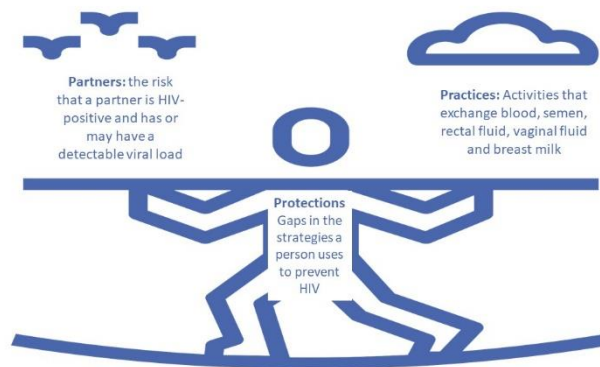 Partners: the risk
that a partner is HIV-
positive and has or
may have a
detectable viral load
Practices: Activities that
exchange blood, semen,
rectal fluid, vaginal fluid
and breast milk
Protections
Gaps in the
strategies a
person uses
to prevent
HIV